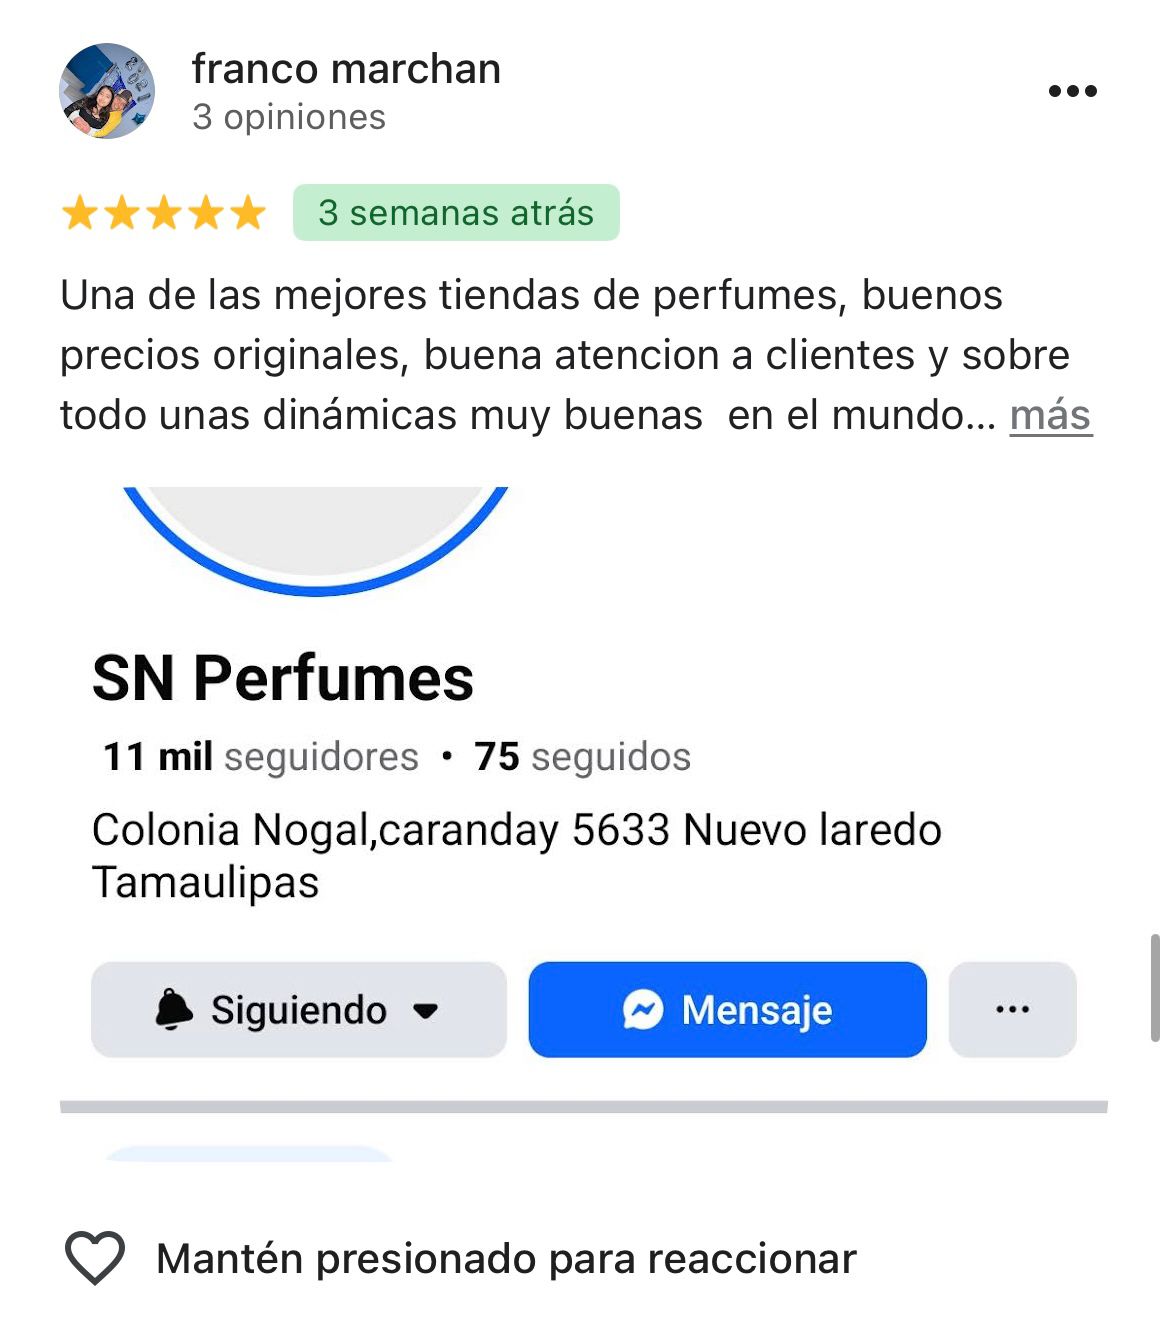 franco marchan
3 opiniones
3 semanas atrás
Una de las mejores tiendas de perfumes, buenos
precios originales, buena atencion a clientes y sobre
todo unas dinámicas muy buenas  en el mundo... más
SN Perfumes
11 mil seguidores • 75 seguidos
Colonia Nogal,caranday 5633 Nuevo laredo
Tamaulipas
Siguiendo
Mensaje
Mantén presionado para reaccionar